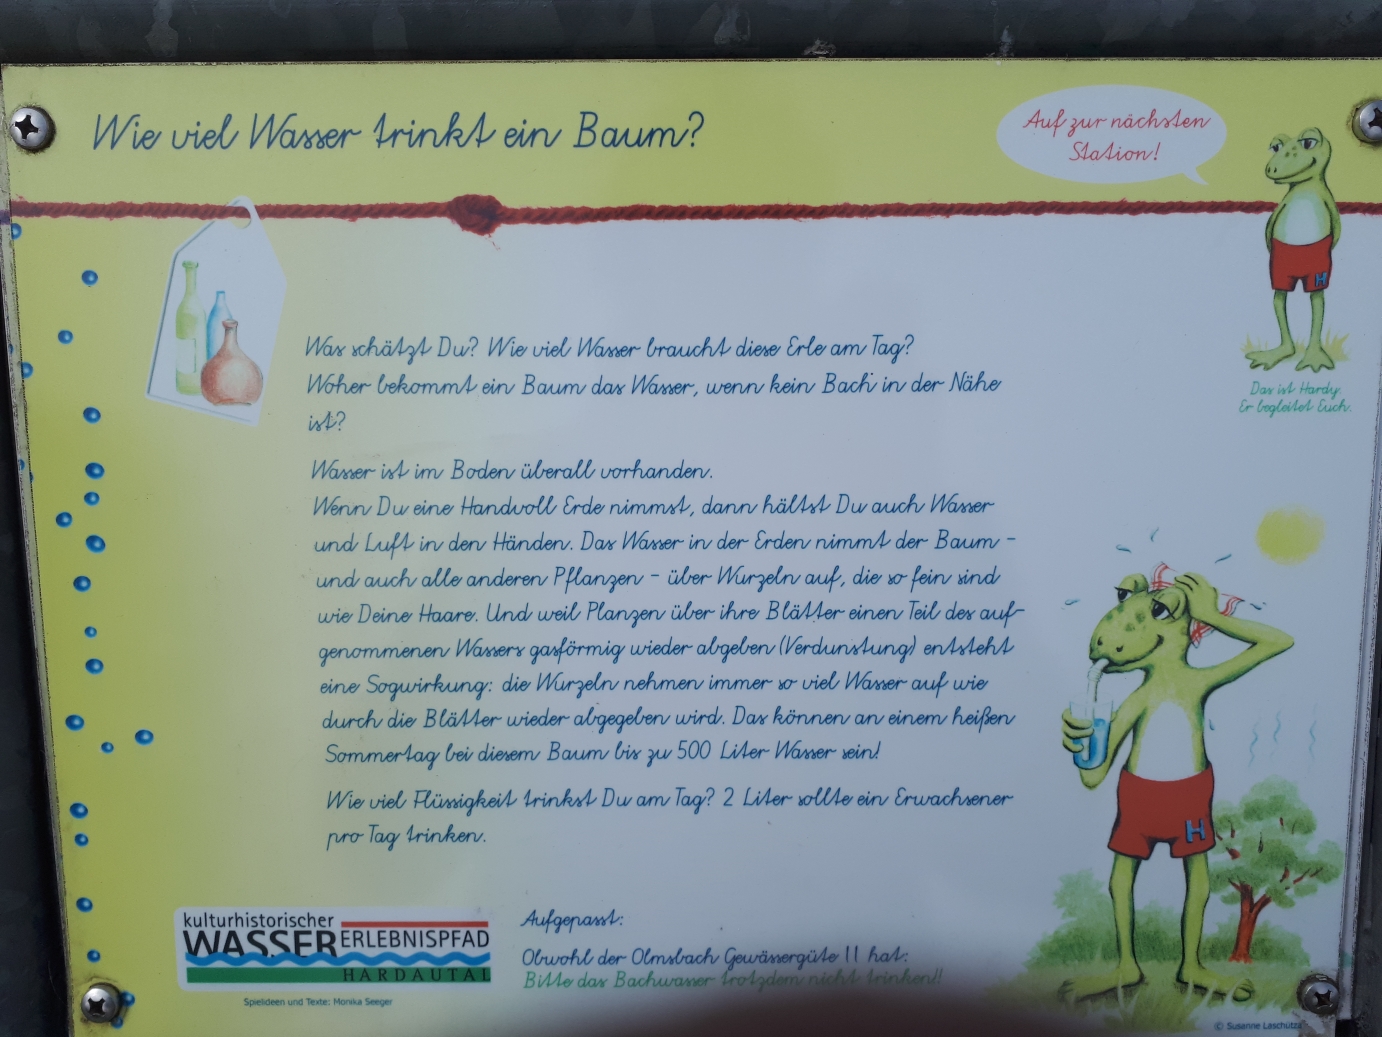 Wie viel Wasser trinkt ein Baum?
Auf zur nächsten
Station!
H
Das ist Hardy.
Er begleitet Euch.
Was schätzt Du? Wie viel Wasser braucht diese Erle am Tag?
Woher bekommt ein Baum das Wasser, wenn kein Bach in der Nähe
ist?
Wasser ist im Boden überall vorhanden.
Wenn Du eine Handvoll Erde nimmst, dann hältst Du auch Wasser
und Luft in den Händen. Das Wasser in der Erden nimmt der Baum -
und auch alle anderen Pflanzen - über Wurzeln auf, die so fein sind
wie Deine Haare. Und weil Planzen über ihre Blätter einen Teil des auf-
genommenen Wassers gasförmig wieder abgeben (Verdunstung) entsteht
eine Sogwirkung: die Wurzeln nehmen immer so viel Wasser auf wie
durch die Blätter wieder abgegeben wird. Das können an einem heißen
Sommertag bei diesem Baum bis zu 500 Liter Wasser sein!
Wie viel Flüssigkeit trinkst Du am Tag? 2 Liter sollte ein Erwachsener
pro Tag trinken.
H
kulturhistorischer
WASSER ERLEBNISPFAD
HARDAUTAL
Spielideen und Texte: Monika Seeger
Aufgepasst:
Obwohl der Olmsbach Gewässergüte II hat:
Bitte das Bachwasser trotzdem nicht trinken!!
© Susanne Laschütza